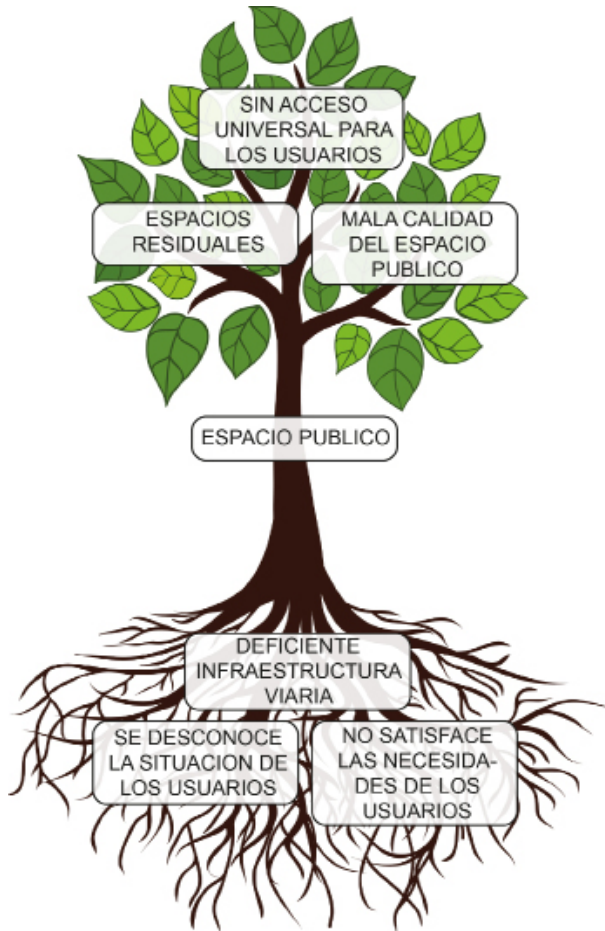 SIN ACCESO
UNIVERSAL PARA
LOS USUARIOS
ESPACIOS
RESIDUALES
MALA CALIDAD
DEL ESPACIO
PUBLICO
ESPACIO PUBLICO
DEFICIENTE
INFRAESTRUCTURA
VIARIA
SE DESCONOCE
LA SITUACION DE
LOS USUARIOS
NO SATISFACE
LAS NECESIDA-
DES DE LOS
USUARIOS